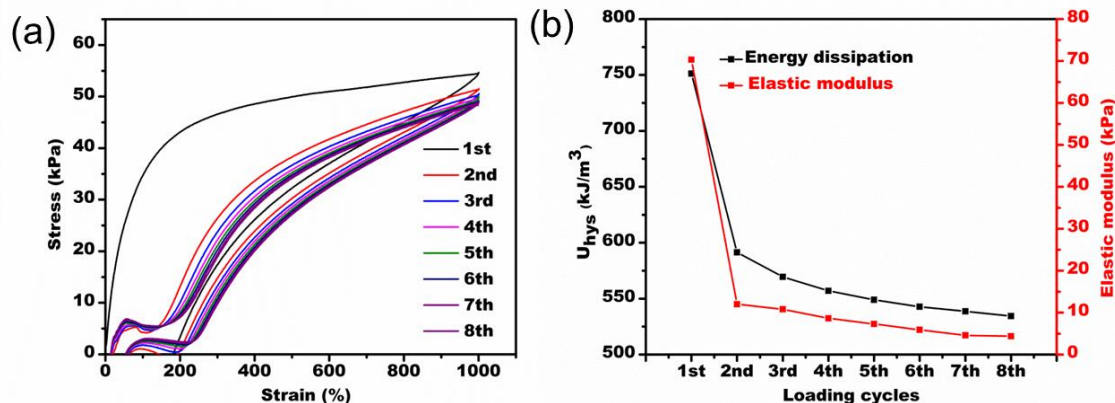 (a)
60
50
40
30
20
10
0
Stress (kPa)
0 200 400 600 800 1000
Strain (%)
1st
2nd
3rd
4th
5th
6th
7th
8th
(b)
800
750
700
650
600
550
500
Uhys (kJ/m3)
Energy dissipation
Elastic modulus
80
70
60
50
40
30
20
10
0
Elastic modulus (kPa)
1st 2nd 3rd 4th 5th 6th 7th 8th
Loading cycles